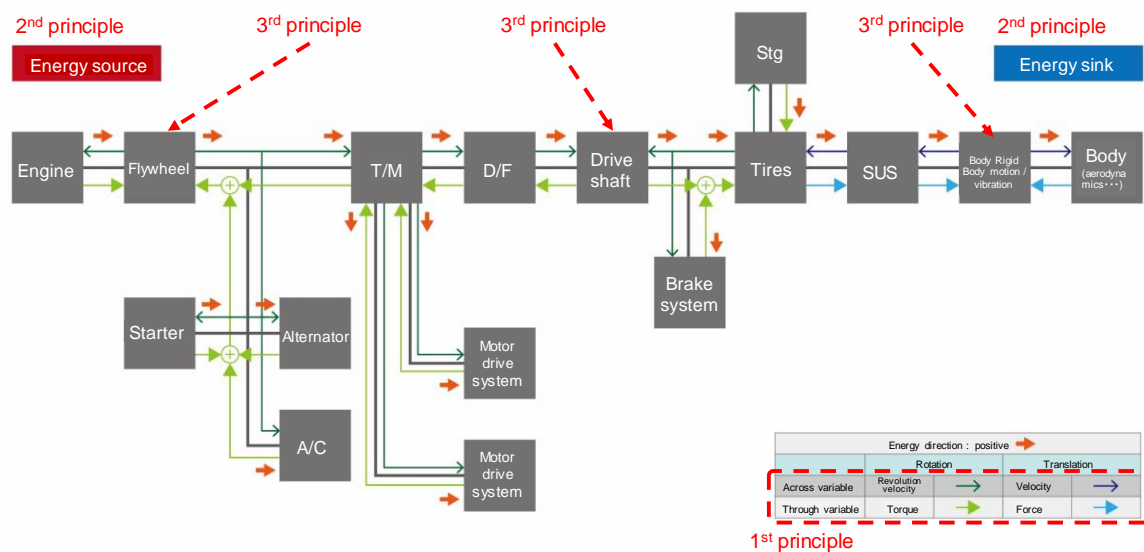 2nd principle
3rd principle
3rd principle
3rd principle
2nd principle
Energy source
Stg
Energy sink
Engine
Flywheel
T/M
D/F
Drive
shaft
Tires
SUS
Body Rigid
Body motion /
vibration
Body
(aerodyna
mics・・・)
Brake
system
Starter
Alternator
Motor
drive
system
A/C
Motor
drive
system
Energy direction : positive
Rotation
Translation
Across variable
Revolution
velocity
Velocity
Through variable
Torque
Force
1st principle